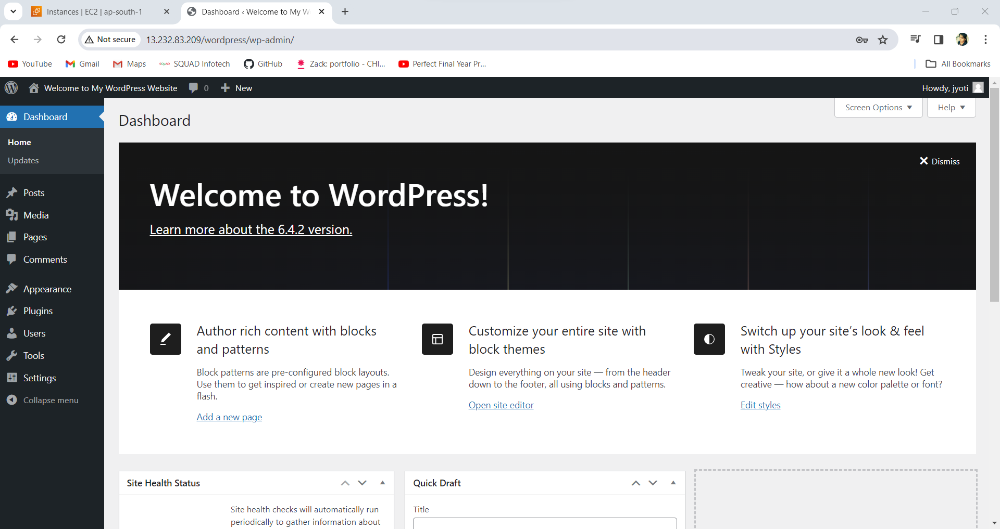 Instances | EC2 | ap-south-1
Dashboard ‹ Welcome to My W
Not secure
13.232.83.209/wordpress/wp-admin/
YouTube
Gmail
Maps
SQUAD Infotech
GitHub
Zack: portfolio - CHI...
Perfect Final Year Pr...
All Bookmarks
Welcome to My WordPress Website
0
New
Howdy, jyoti
Dashboard
Home
Updates
Posts
Media
Pages
Comments
Appearance
Plugins
Users
Tools
Settings
Collapse menu
Screen Options
Help
Dashboard
Dismiss
Welcome to WordPress!
Learn more about the 6.4.2 version.
Author rich content with blocks
and patterns
Block patterns are pre-configured block layouts.
Use them to get inspired or create new pages in a
flash.
Add a new page
Customize your entire site with
block themes
Design everything on your site — from the header
down to the footer, all using blocks and patterns.
Open site editor
Switch up your site’s look & feel
with Styles
Tweak your site, or give it a whole new look! Get
creative — how about a new color palette or font?
Edit styles
Site Health Status
Site health checks will automatically run
periodically to gather information about
Quick Draft
Title